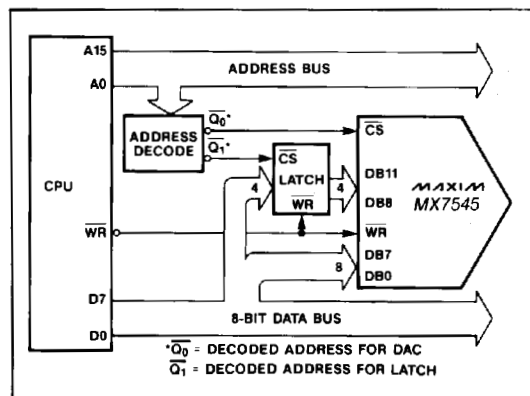 A15
A0
ADDRESS BUS
ADDRESS
DECODE
Q̅0*
Q̅1*
C̅S̅
LATCH
W̅R̅
4
4
C̅S̅
DB11
DB8
MAXIM
MX7545
W̅R̅
DB7
DB0
8
CPU
W̅R̅
D7
D0
8-BIT DATA BUS
*Q̅0 = DECODED ADDRESS FOR DAC
Q̅1 = DECODED ADDRESS FOR LATCH